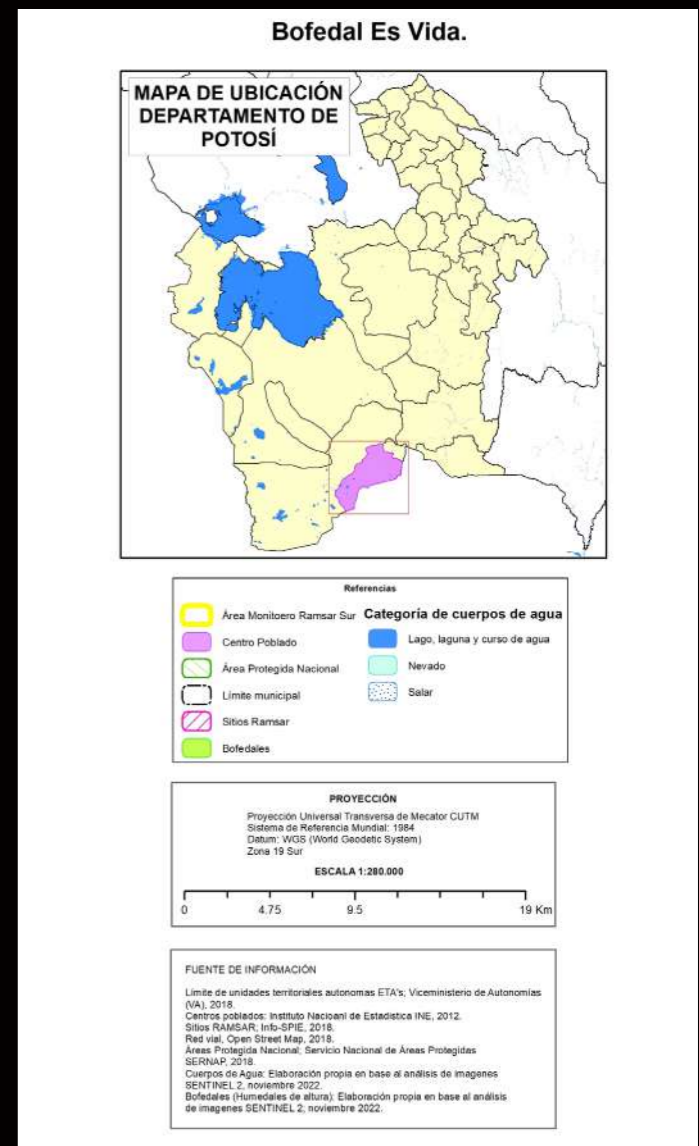 Bofedal Es Vida.
MAPA DE UBICACIÓN
DEPARTAMENTO DE
POTOSÍ
Referencias
Área Monitoero Ramsar Sur
Centro Poblado
Área Protegida Nacional
Límite municipal
Sitios Ramsar
Bofedales
Categoría de cuerpos de agua
Lago, laguna y curso de agua
Nevado
Salar
PROYECCIÓN
Proyección Universal Transversa de Mecator CUTM
Sistema de Referencia Mundial: 1984
Datum: WGS (World Geodetic System)
Zona 19 Sur
ESCALA 1:280.000
0 4.75 9.5 19 Km
FUENTE DE INFORMACIÓN
Límite de unidades territoriales autonomas ETA's; Viceministerio de Autonomías
(VA), 2018.
Centros poblados: Instituto Nacioanl de Estadistica INE, 2012.
Sitios RAMSAR; Info-SPIE, 2018.
Red vial, Open Street Map, 2018.
Áreas Protegida Nacional; Servicio Nacional de Áreas Protegidas
SERNAP, 2018.
Cuerpos de Agua: Elaboración propia en base al análisis de imagenes
SENTINEL 2, noviembre 2022.
Bofedales (Humedales de altura): Elaboración propia en base al análisis
de imagenes SENTINEL 2; noviembre 2022.